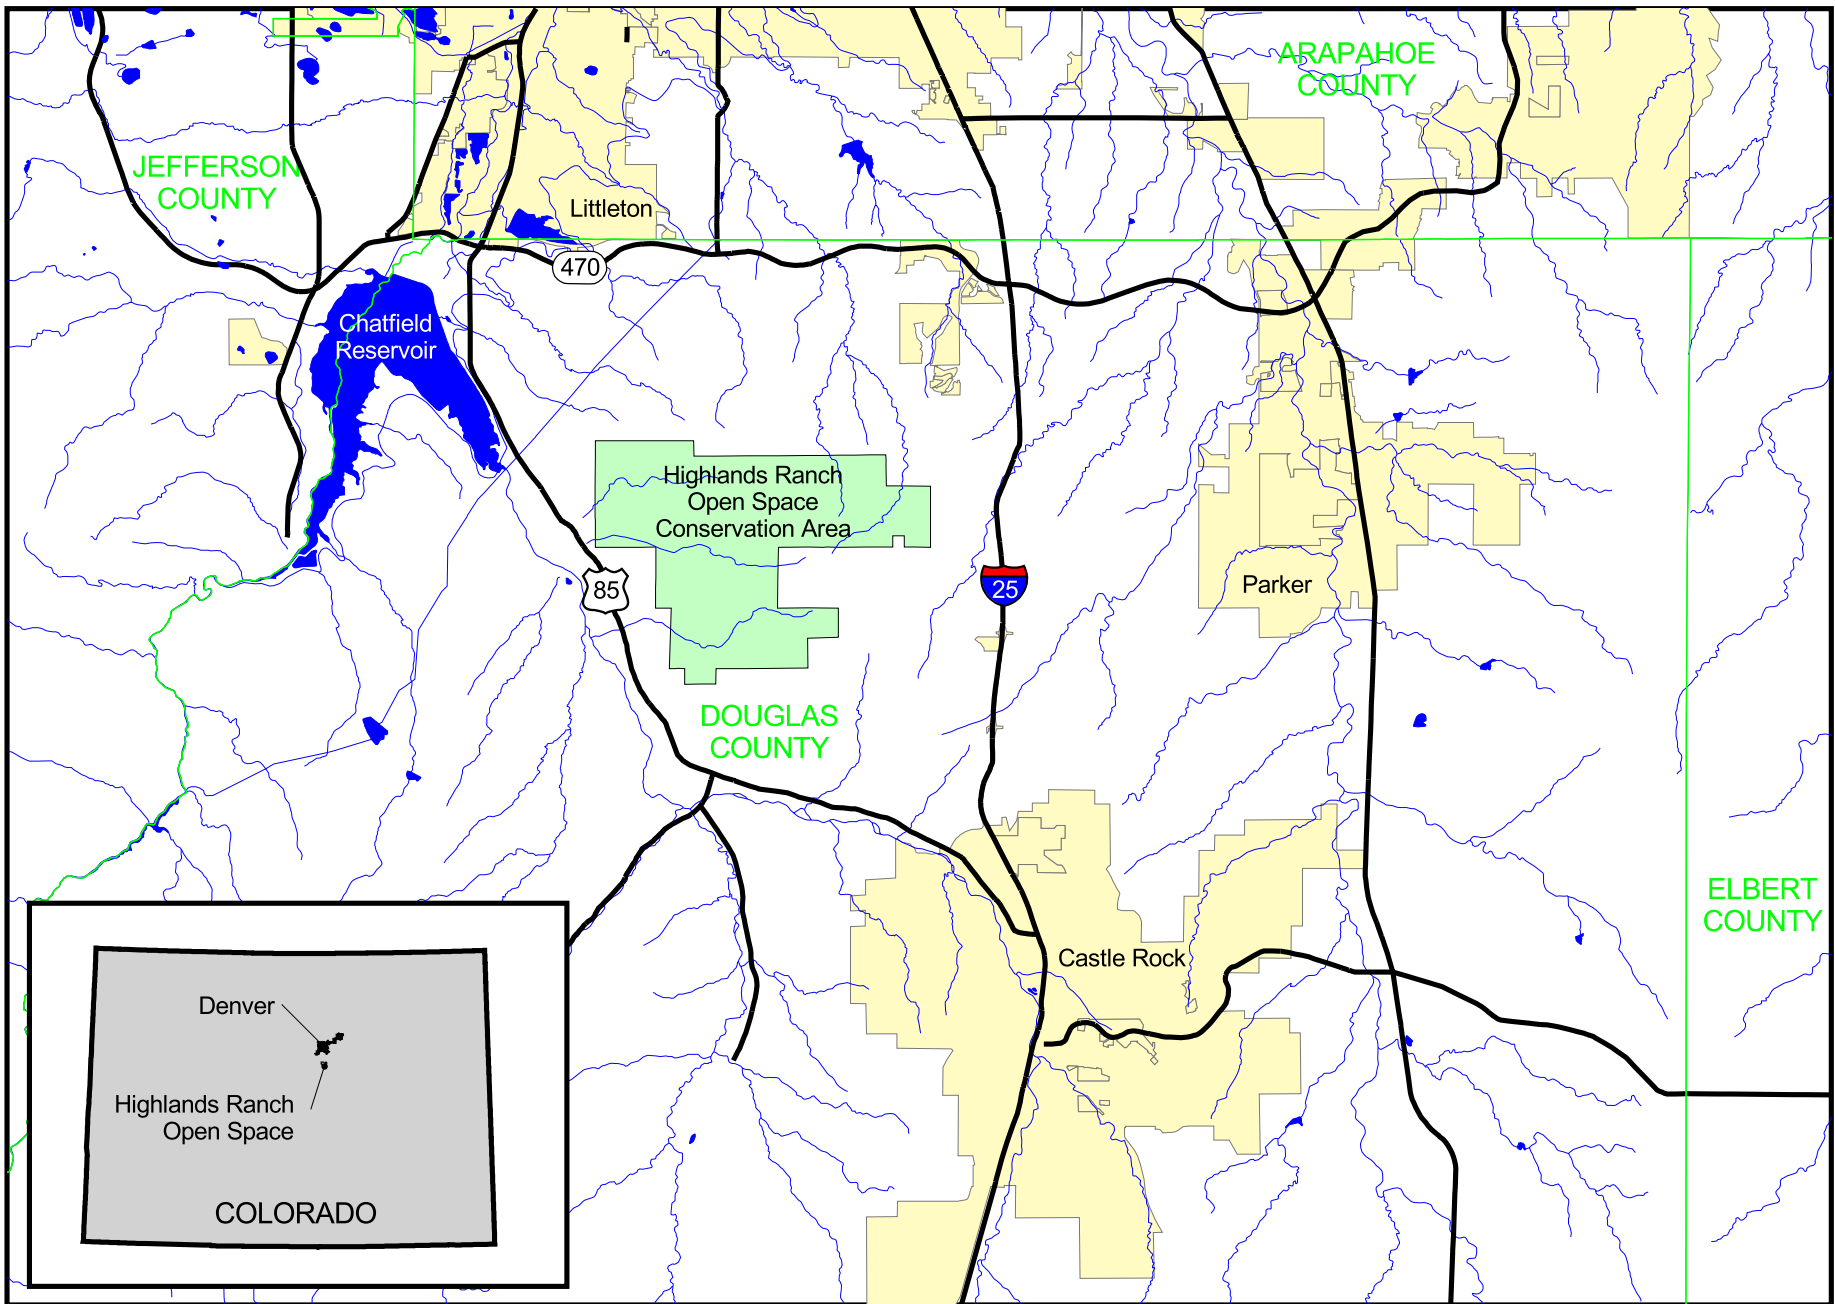 ARAPAHOE
COUNTY
JEFFERSON
COUNTY
Littleton
470
Chatfield
Reservoir
Highlands Ranch
Open Space
Conservation Area
85
25
Parker
DOUGLAS
COUNTY
ELBERT
COUNTY
Castle Rock
Denver
Highlands Ranch
Open Space
COLORADO